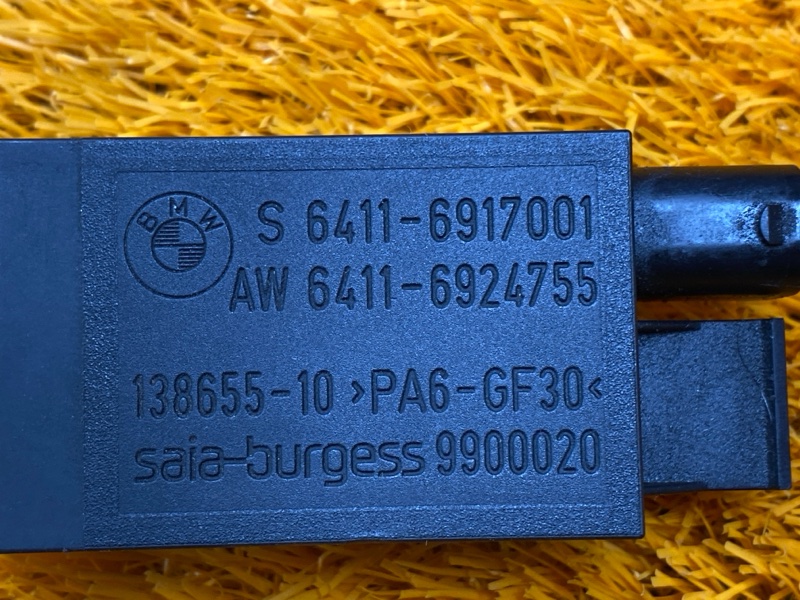 BMW
S 6411-6917001
AW 6411-6924755
138655-10 >PA6-GF30<
saia-burgess 9900020